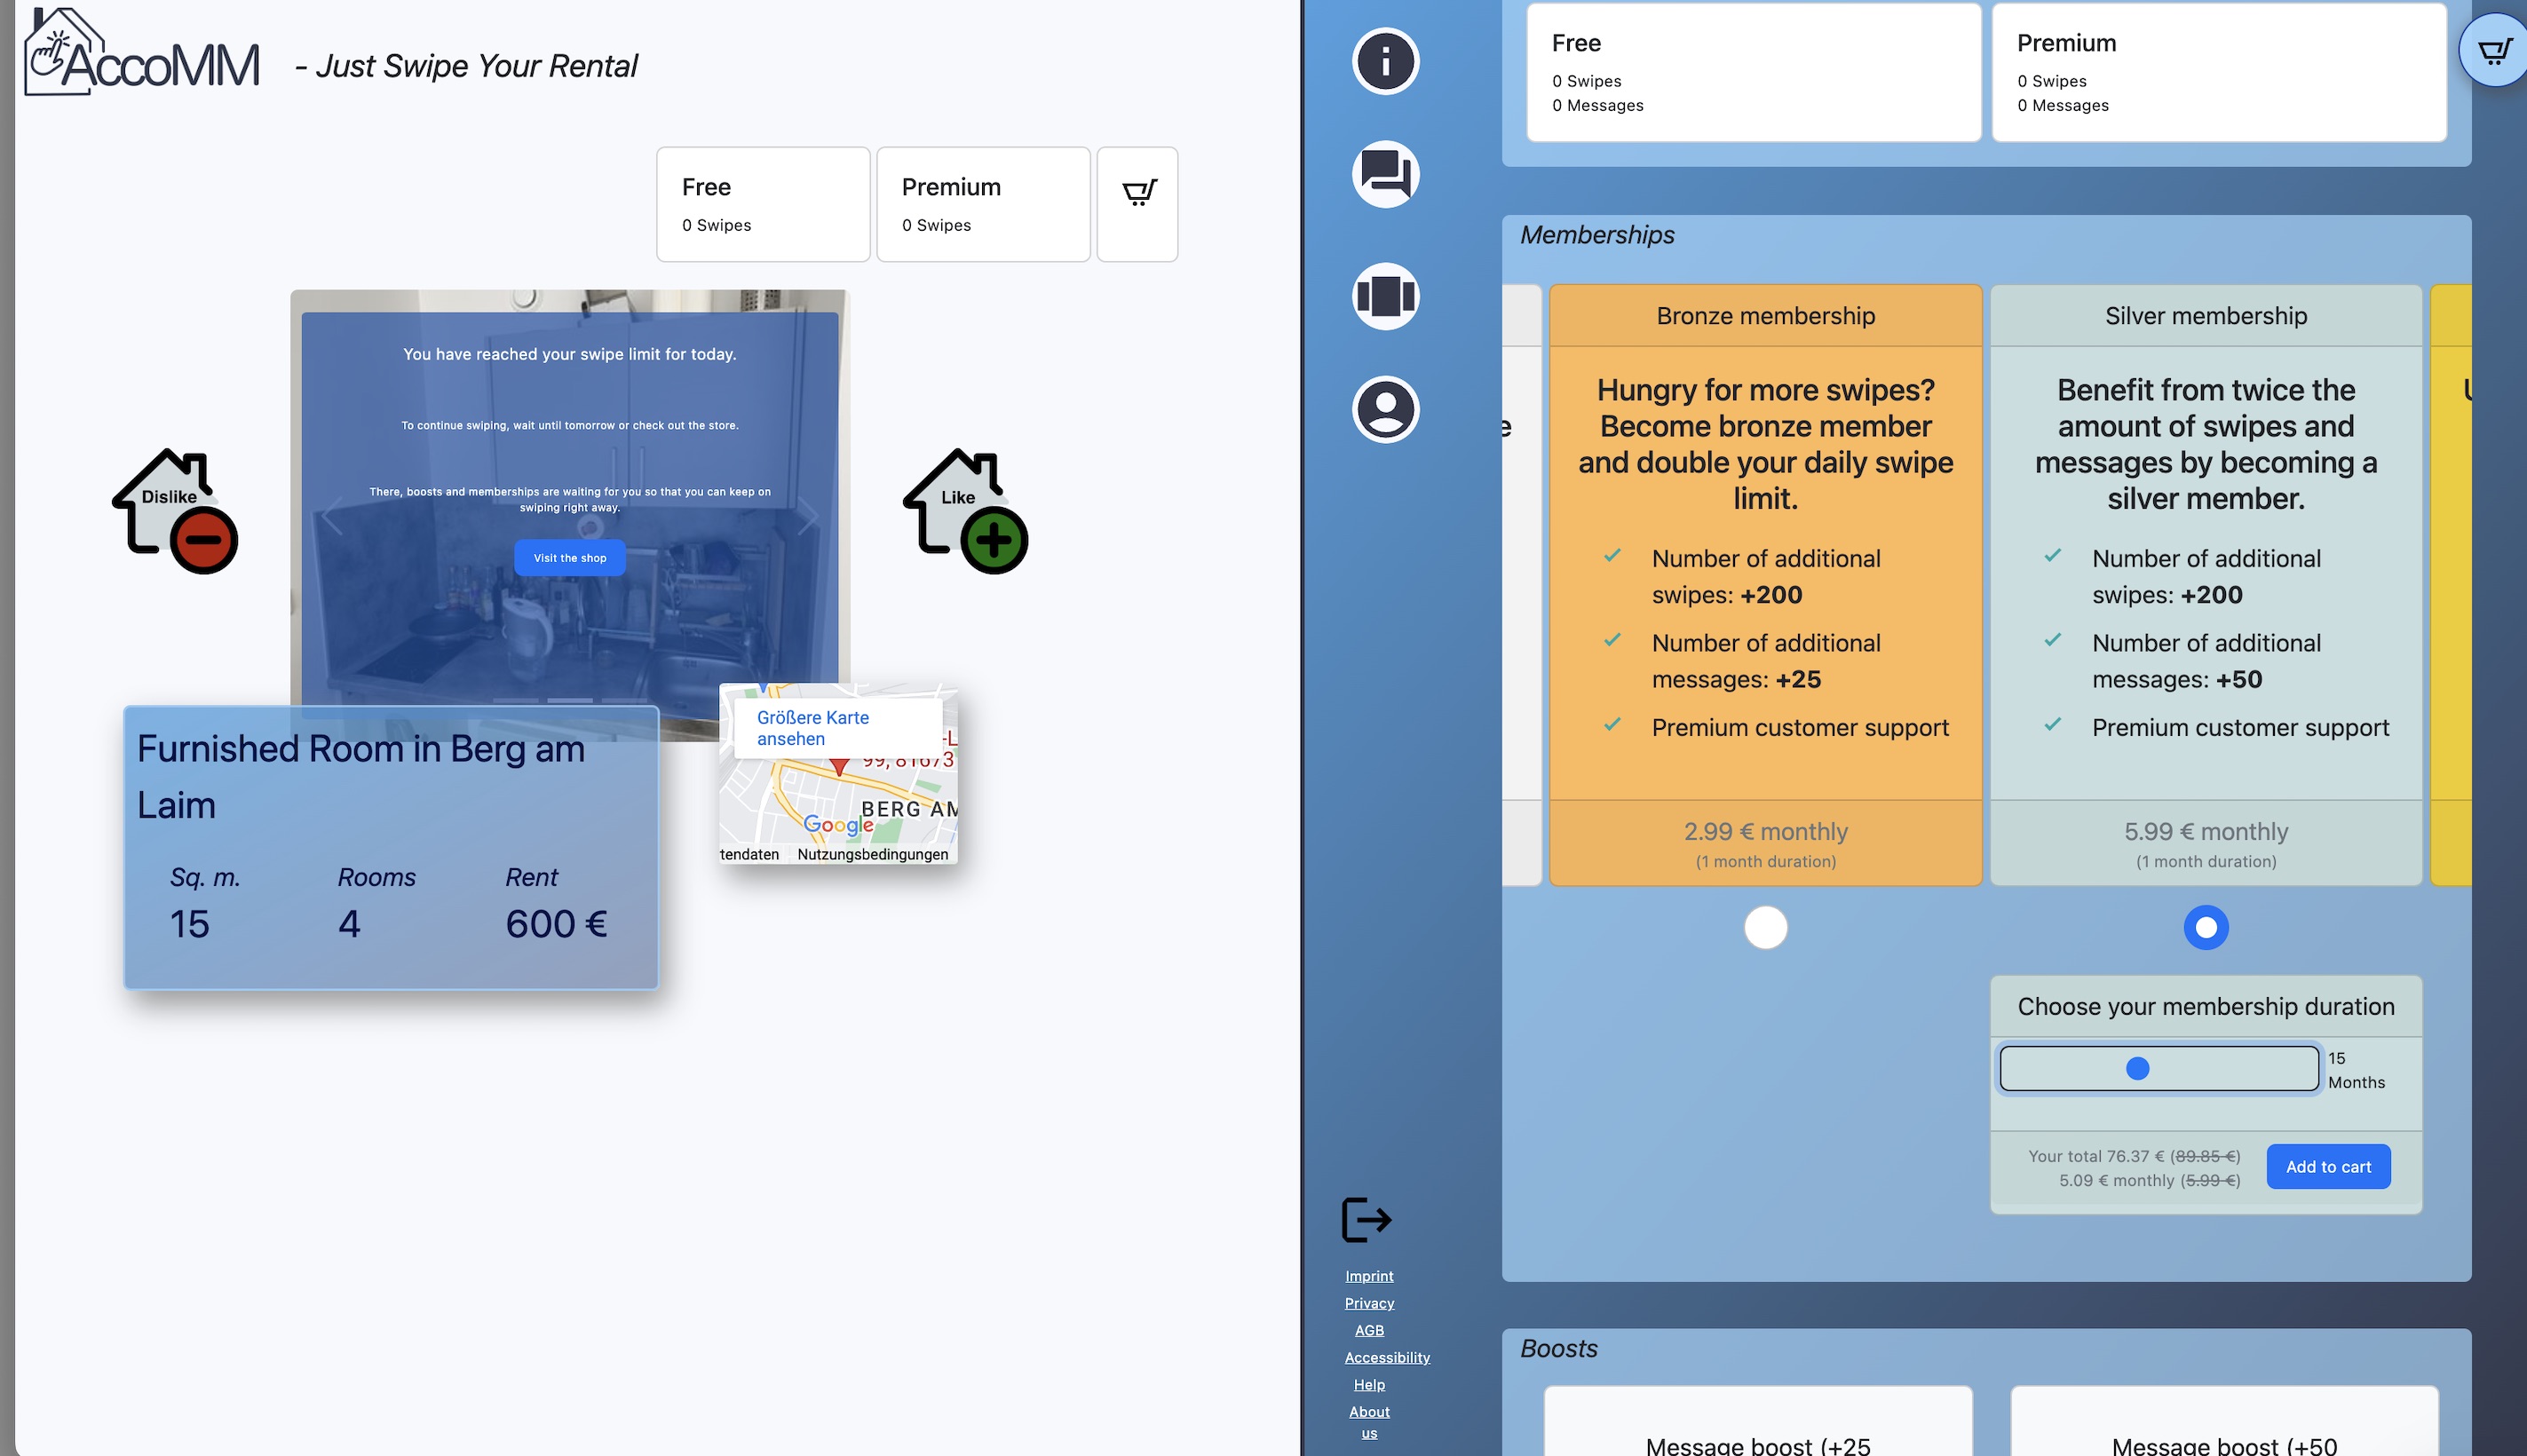 AccoMM
- Just Swipe Your Rental
Free
0 Swipes
Premium
0 Swipes
You have reached your swipe limit for today.
To continue swiping, wait until tomorrow or check out the store.
There, boosts and memberships are waiting for you so that you can keep on
swiping right away.
Visit the shop
Dislike
Like
Furnished Room in Berg am
Laim
Sq. m.
Rooms
Rent
15
4
600 €
Größere Karte
ansehen
99, 81673
BERG AM
Google
tendaten
Nutzungsbedingungen
Imprint
Privacy
AGB
Accessibility
Help
About
us
Free
0 Swipes
0 Messages
Premium
0 Swipes
0 Messages
Memberships
e
Bronze membership
Hungry for more swipes?
Become bronze member
and double your daily swipe
limit.
Number of additional
swipes: +200
Number of additional
messages: +25
Premium customer support
2.99 € monthly
(1 month duration)
Silver membership
Benefit from twice the
amount of swipes and
messages by becoming a
silver member.
Number of additional
swipes: +200
Number of additional
messages: +50
Premium customer support
5.99 € monthly
(1 month duration)
Choose your membership duration
15
Months
Your total 76.37 € (89.85 €)
5.09 € monthly (5.99 €)
Add to cart
Boosts
Message boost (+25
Message boost (+50